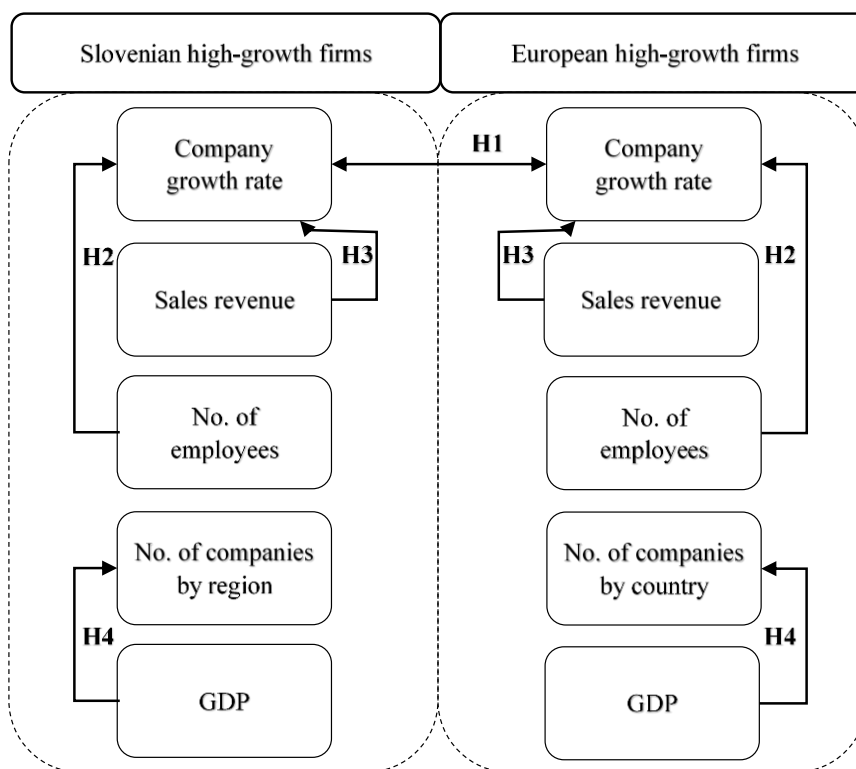 Slovenian high-growth firms
European high-growth firms
Company
growth rate
H1
Company
growth rate
H2
H3
Sales revenue
H3
H2
Sales revenue
No. of
employees
No. of
employees
No. of companies
by region
No. of companies
by country
H4
H4
GDP
GDP